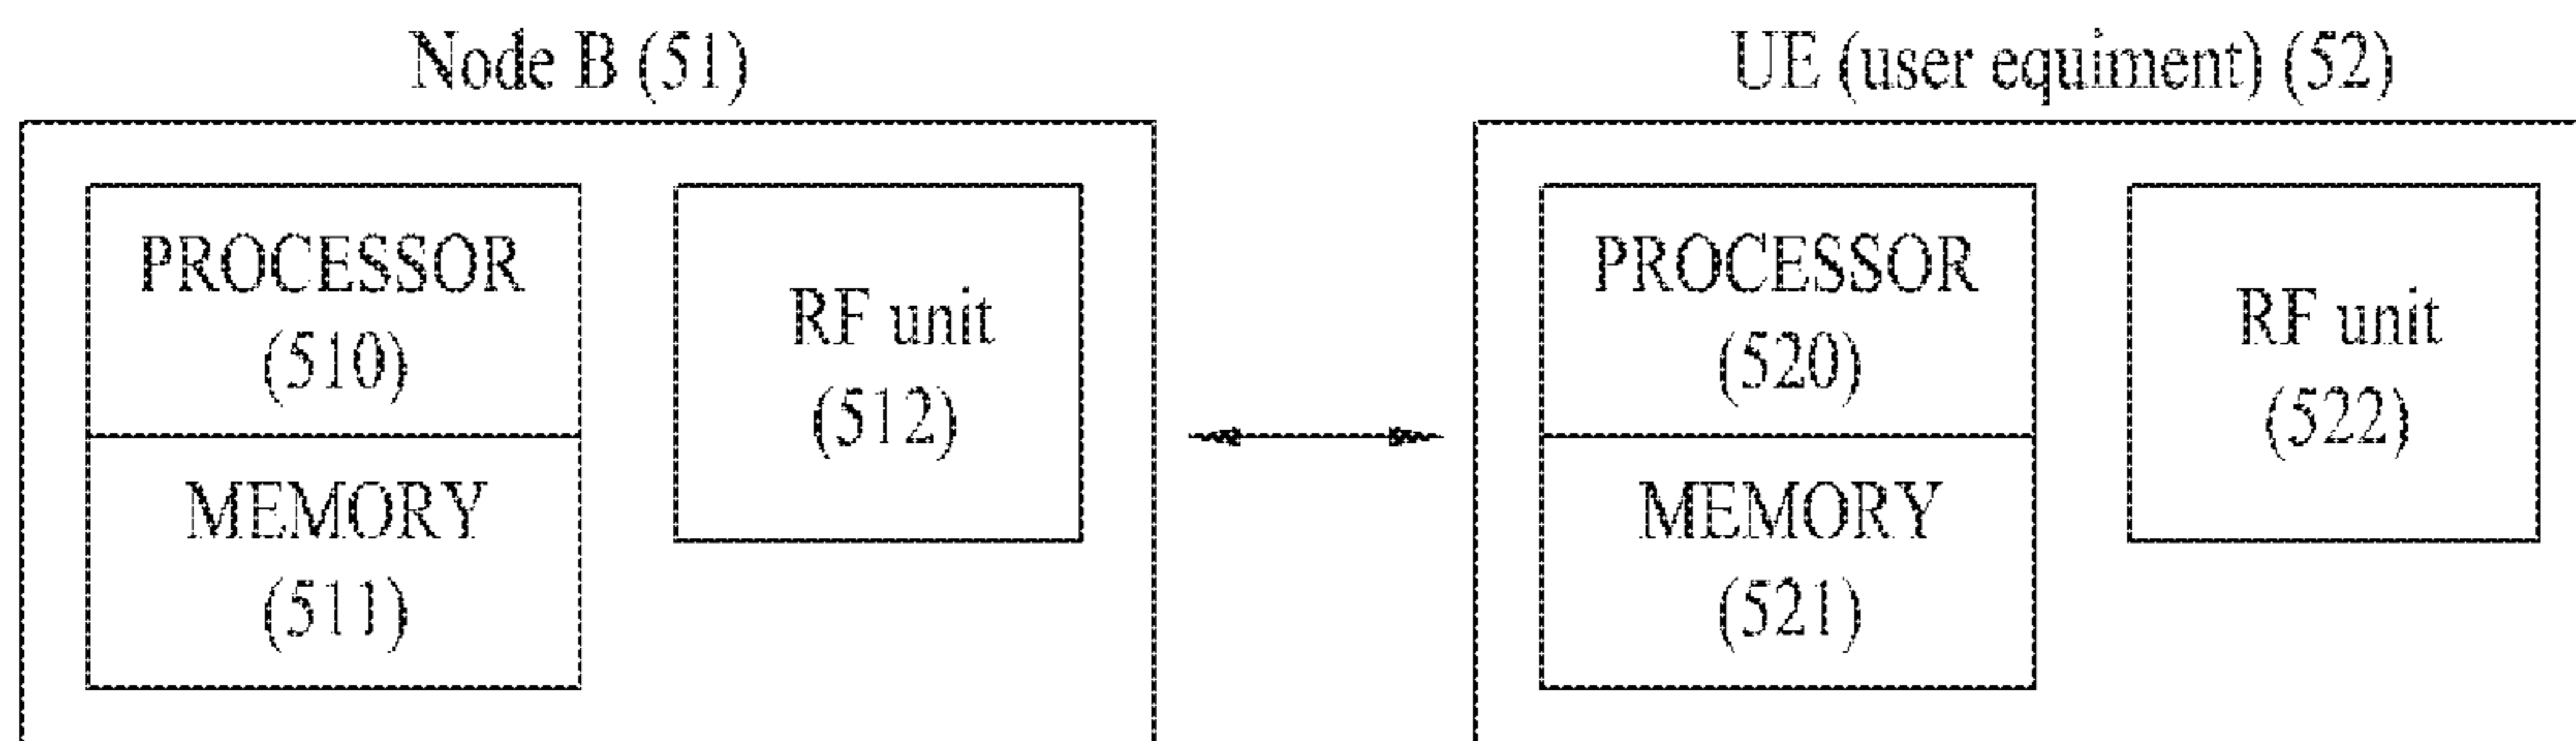 Node B (51)
PROCESSOR
(510)
MEMORY
(511)
RF unit
(512)
UE (user equiment) (52)
PROCESSOR
(520)
MEMORY
(521)
RF unit
(522)